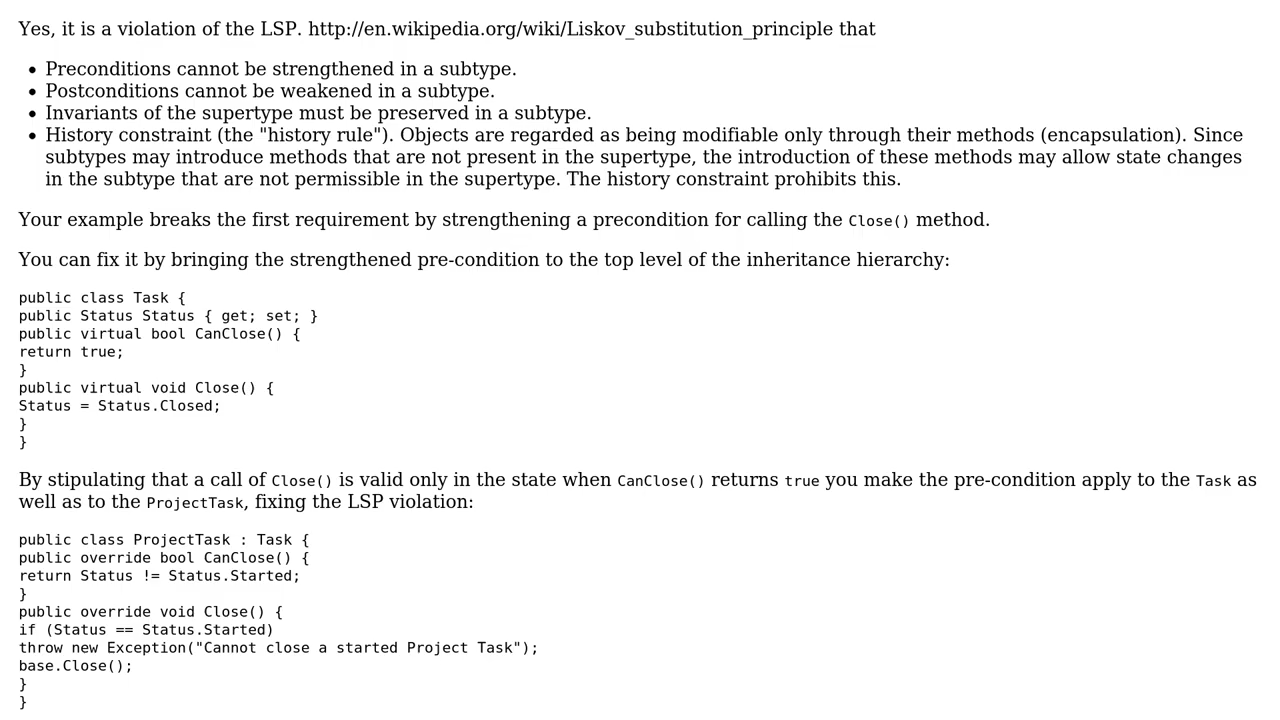 Yes, it is a violation of the LSP. http://en.wikipedia.org/wiki/Liskov_substitution_principle that
• Preconditions cannot be strengthened in a subtype.
• Postconditions cannot be weakened in a subtype.
• Invariants of the supertype must be preserved in a subtype.
• History constraint (the "history rule"). Objects are regarded as being modifiable only through their methods (encapsulation). Since
subtypes may introduce methods that are not present in the supertype, the introduction of these methods may allow state changes
in the subtype that are not permissible in the supertype. The history constraint prohibits this.
Your example breaks the first requirement by strengthening a precondition for calling the Close() method.
You can fix it by bringing the strengthened pre-condition to the top level of the inheritance hierarchy:
public class Task {
public Status Status { get; set; }
public virtual bool CanClose() {
return true;
}
public virtual void Close() {
Status = Status.Closed;
}
}
By stipulating that a call of Close() is valid only in the state when CanClose() returns true you make the pre-condition apply to the Task as
well as to the ProjectTask, fixing the LSP violation:
public class ProjectTask : Task {
public override bool CanClose() {
return Status != Status.Started;
}
public override void Close() {
if (Status == Status.Started)
throw new Exception("Cannot close a started Project Task");
base.Close();
}
}